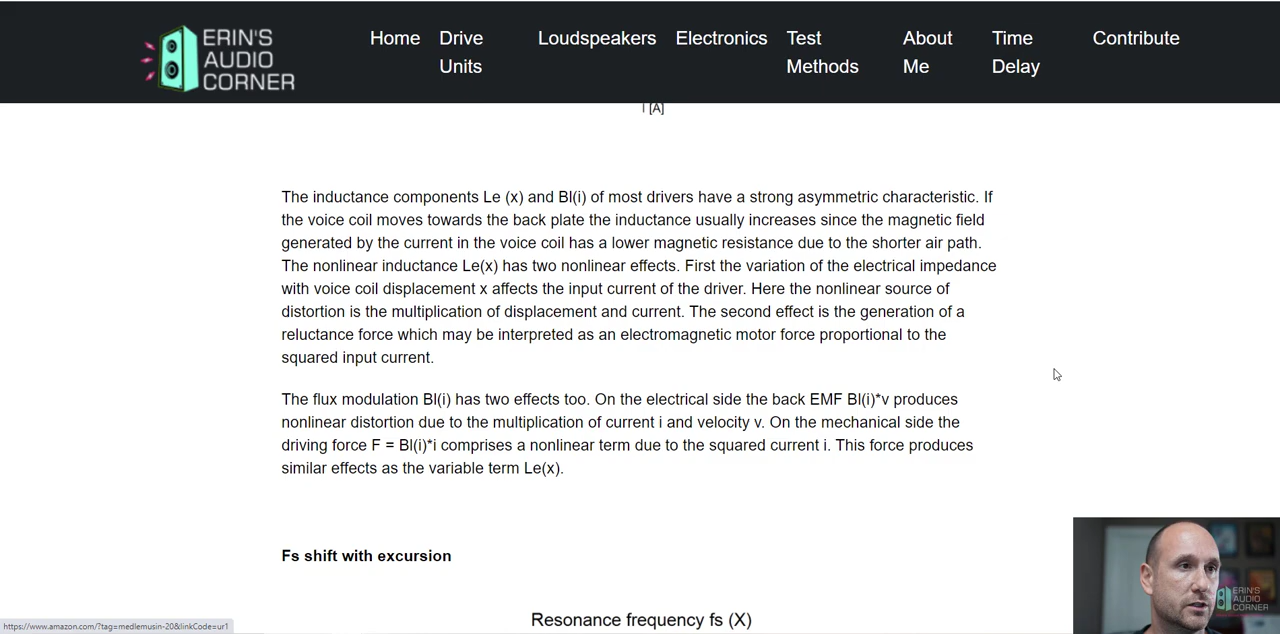 ERIN'S
AUDIO
CORNER
Home
Drive
Units
Loudspeakers
Electronics
Test
Methods
About
Me
Time
Delay
Contribute
I [A]
The inductance components Le (x) and Bl(i) of most drivers have a strong asymmetric characteristic. If
the voice coil moves towards the back plate the inductance usually increases since the magnetic field
generated by the current in the voice coil has a lower magnetic resistance due to the shorter air path.
The nonlinear inductance Le(x) has two nonlinear effects. First the variation of the electrical impedance
with voice coil displacement x affects the input current of the driver. Here the nonlinear source of
distortion is the multiplication of displacement and current. The second effect is the generation of a
reluctance force which may be interpreted as an electromagnetic motor force proportional to the
squared input current.
The flux modulation Bl(i) has two effects too. On the electrical side the back EMF Bl(i)*v produces
nonlinear distortion due to the multiplication of current i and velocity v. On the mechanical side the
driving force F = Bl(i)*i comprises a nonlinear term due to the squared current i. This force produces
similar effects as the variable term Le(x).
Fs shift with excursion
Resonance frequency fs (X)
https://www.amazon.com/?tag=medlemusin-20&linkCode=ur1
ERIN'S
AUDIO
CORNER